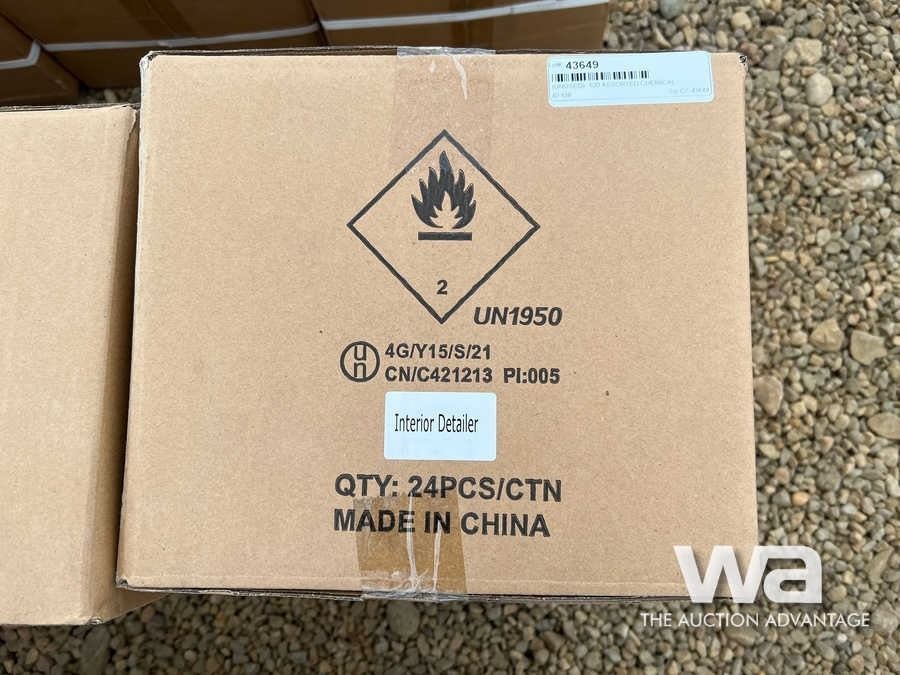 43649
2
UN1950
un
4G/Y15/S/21
CN/C421213 PI:005
Interior Detailer
QTY: 24PCS/CTN
MADE IN CHINA
wa
THE AUCTION ADVANTAGE